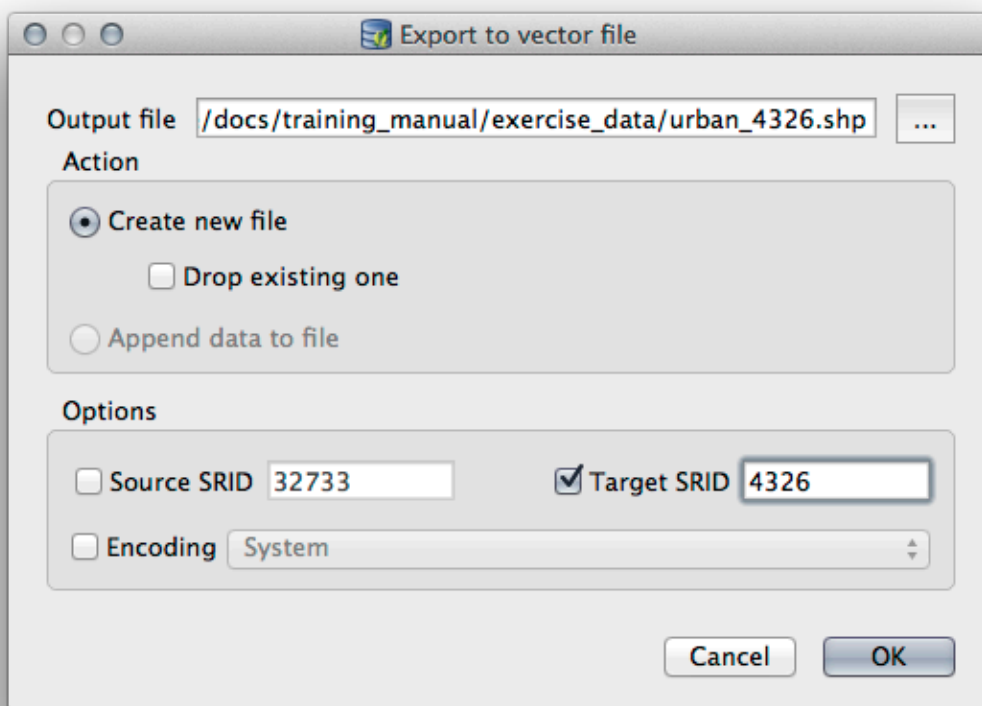 Export to vector file
Output file /docs/training_manual/exercise_data/urban_4326.shp ...
Action
Create new file
Drop existing one
Append data to file
Options
Source SRID 32733 Target SRID 4326
Encoding System
Cancel OK